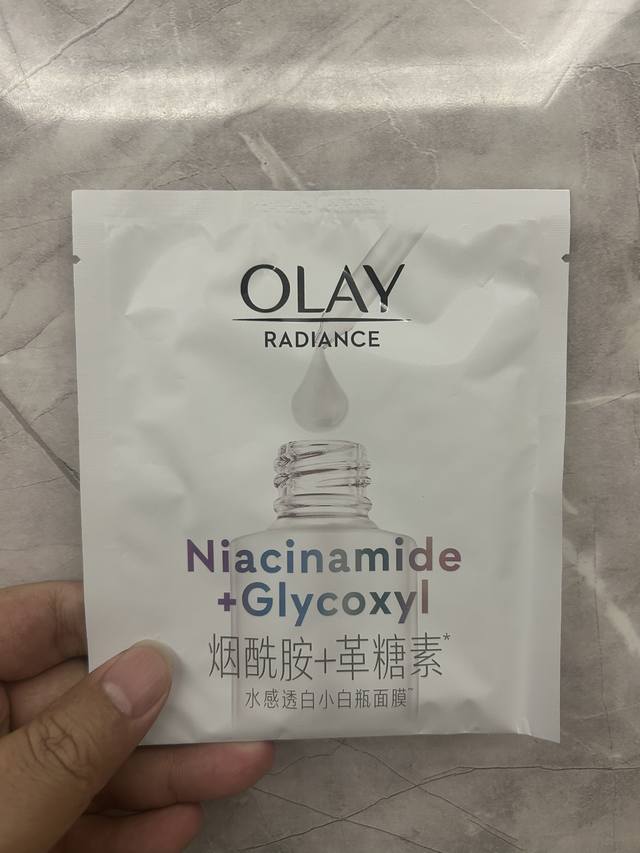 OLAY
RADIANCE
Niacinamide
+Glycoxyl
烟酰胺+革糖素*
水感透白小白瓶面膜~